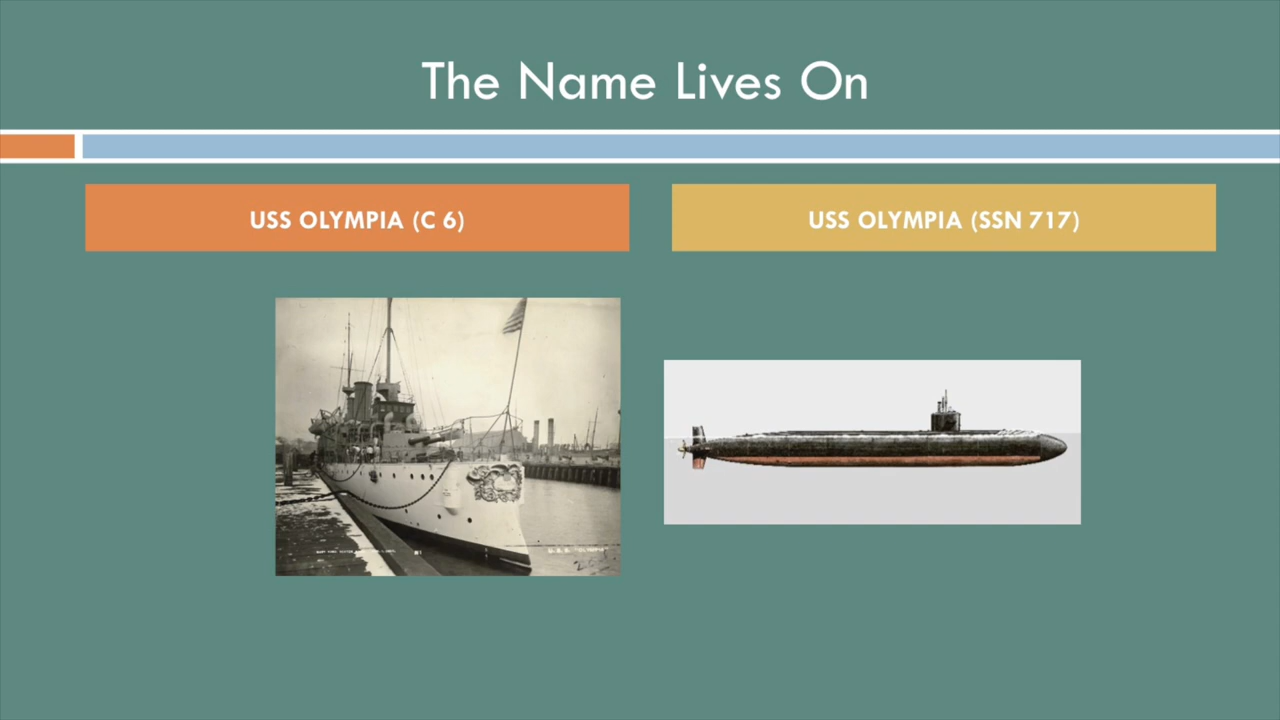 The Name Lives On
USS OLYMPIA (C 6)
USS OLYMPIA (SSN 717)